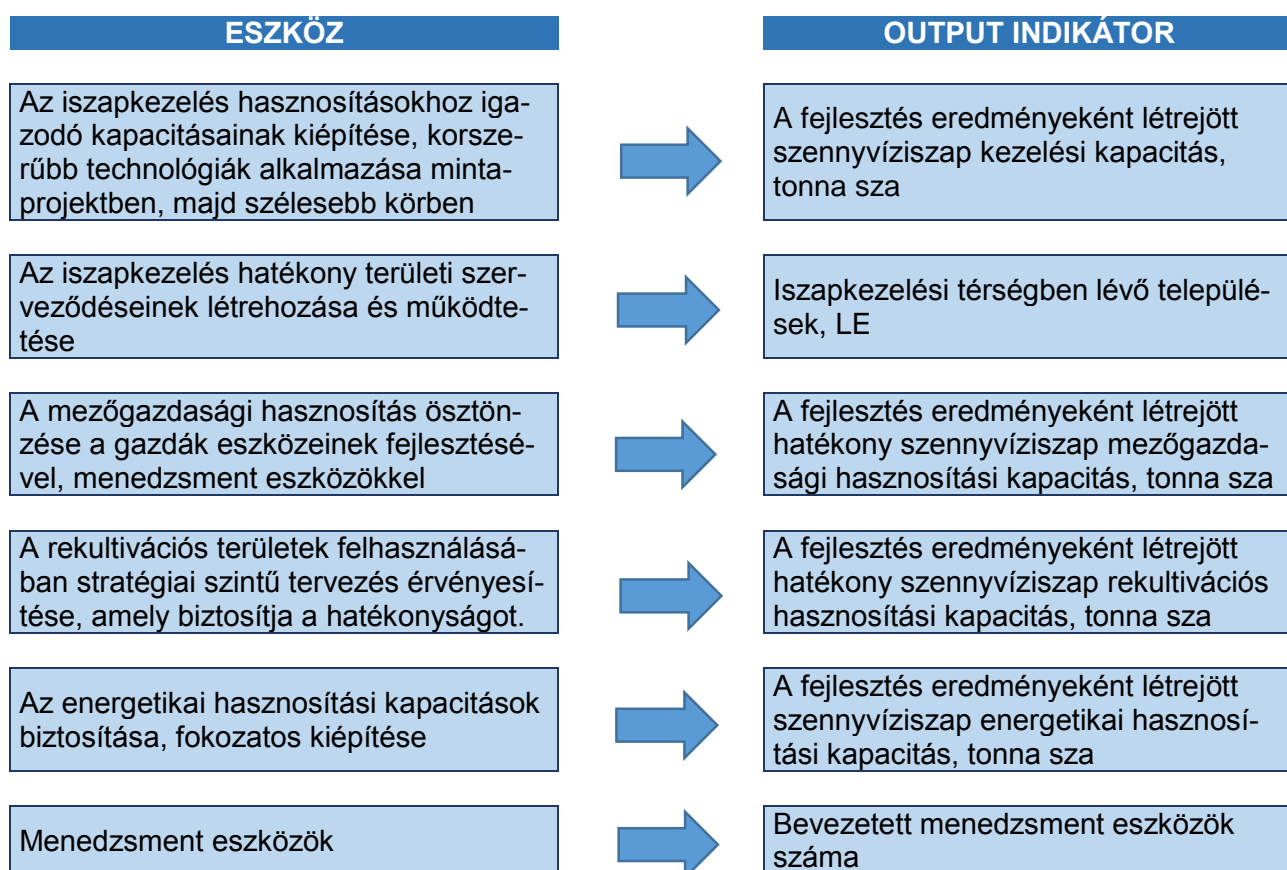 ESZKÖZ
OUTPUT INDIKÁTOR
Az iszapkezelés hasznosításokhoz iga-
zodó kapacitásainak kiépítése, korsze-
rűbb technológiák alkalmazása minta-
projektben, majd szélesebb körben
A fejlesztés eredményeként létrejött
szennyvíziszap kezelési kapacitás,
tonna sza
Az iszapkezelés hatékony területi szer-
veződéseinek létrehozása és működte-
tése
Iszapkezelési térségben lévő települé-
sek, LE
A mezőgazdasági hasznosítás ösztön-
zése a gazdák eszközeinek fejlesztésé-
vel, menedzsment eszközökkel
A fejlesztés eredményeként létrejött
hatékony szennyvíziszap mezőgazda-
sági hasznosítási kapacitás, tonna sza
A rekultivációs területek felhasználásá-
ban stratégiai szintű tervezés érvényesí-
tése, amely biztosítja a hatékonyságot.
A fejlesztés eredményeként létrejött
hatékony szennyvíziszap rekultivációs
hasznosítási kapacitás, tonna sza
Az energetikai hasznosítási kapacitások
biztosítása, fokozatos kiépítése
A fejlesztés eredményeként létrejött
szennyvíziszap energetikai hasznosí-
tási kapacitás, tonna sza
Menedzsment eszközök
Bevezetett menedzsment eszközök
száma